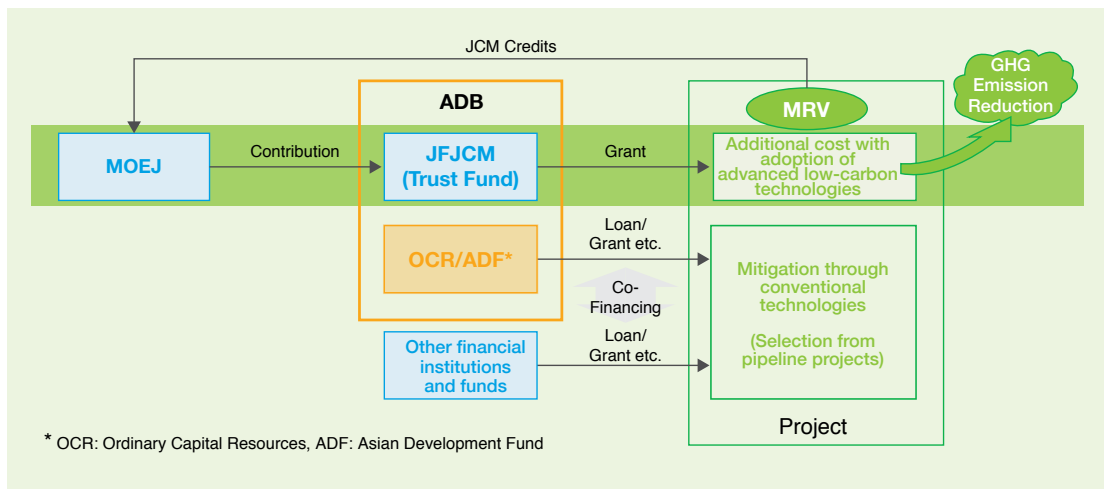 JCM Credits
GHG
Emission
Reduction
ADB
MRV
MOEJ
Contribution
JFJCM
(Trust Fund)
Grant
Additional cost with
adoption of
advanced low-carbon
technologies
OCR/ADF*
Loan/
Grant etc.
Co-
Financing
Mitigation through
conventional
technologies
(Selection from
pipeline projects)
Other financial
institutions
and funds
Loan/
Grant etc.
Project
* OCR: Ordinary Capital Resources, ADF: Asian Development Fund